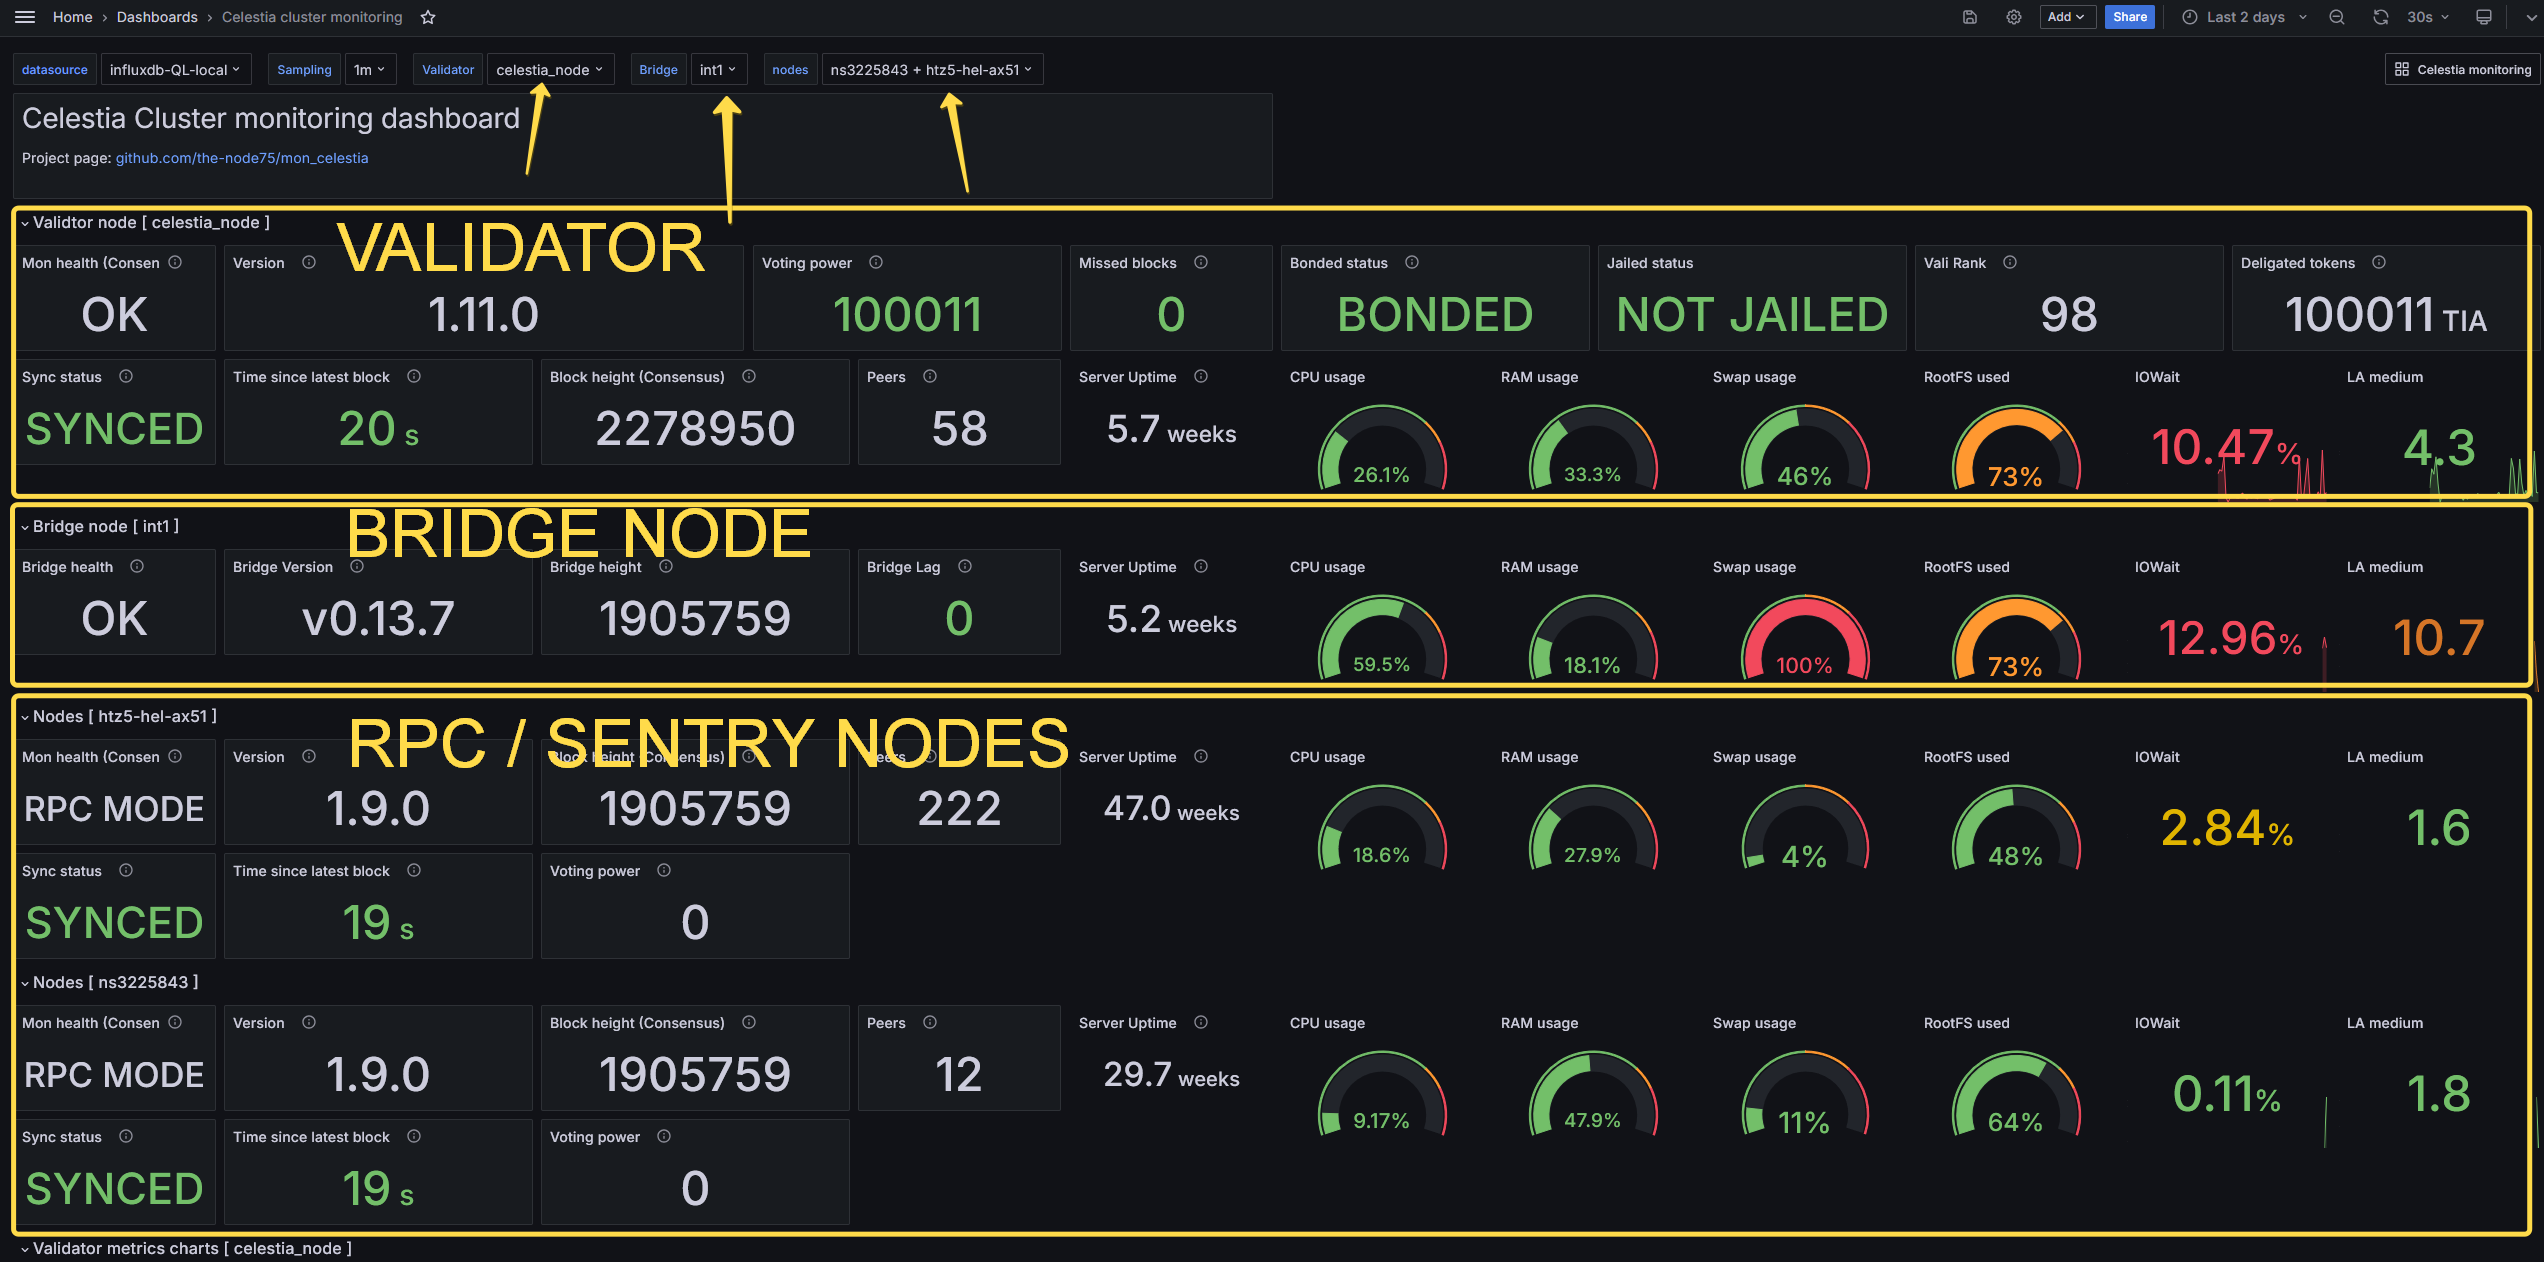 Home › Dashboards › Celestia cluster monitoring
Add
Share
Last 2 days
30s
datasource influxdb-QL-local Sampling 1m Validator celestia_node Bridge int1 nodes ns3225843 + htz5-hel-ax51 Celestia monitoring
Celestia Cluster monitoring dashboard
Project page: github.com/the-node75/mon_celestia
Validtor node [ celestia_node ]
VALIDATOR
Mon health (Consen Version Voting power Missed blocks Bonded status Jailed status Vali Rank Deligated tokens
OK 1.11.0 100011 0 BONDED NOT JAILED 98 100011 TIA
Sync status Time since latest block Block height (Consensus) Peers Server Uptime CPU usage RAM usage Swap usage RootFS used IOWait LA medium
SYNCED 20 s 2278950 58 5.7 weeks 26.1% 33.3% 46% 73% 10.47% 4.3
Bridge node [ int1 ]
BRIDGE NODE
Bridge health Bridge Version Bridge height Bridge Lag Server Uptime CPU usage RAM usage Swap usage RootFS used IOWait LA medium
OK v0.13.7 1905759 0 5.2 weeks 59.5% 18.1% 100% 73% 12.96% 10.7
Nodes [ htz5-hel-ax51 ]
RPC / SENTRY NODES
Mon health (Consen Version Block height (Consensus) Peers Server Uptime CPU usage RAM usage Swap usage RootFS used IOWait LA medium
RPC MODE 1.9.0 1905759 222 47.0 weeks 18.6% 27.9% 4% 48% 2.84% 1.6
Sync status Time since latest block Voting power
SYNCED 19 s 0
Nodes [ ns3225843 ]
Mon health (Consen Version Block height (Consensus) Peers Server Uptime CPU usage RAM usage Swap usage RootFS used IOWait LA medium
RPC MODE 1.9.0 1905759 12 29.7 weeks 9.17% 47.9% 11% 64% 0.11% 1.8
Sync status Time since latest block Voting power
SYNCED 19 s 0
Validator metrics charts [ celestia_node ]